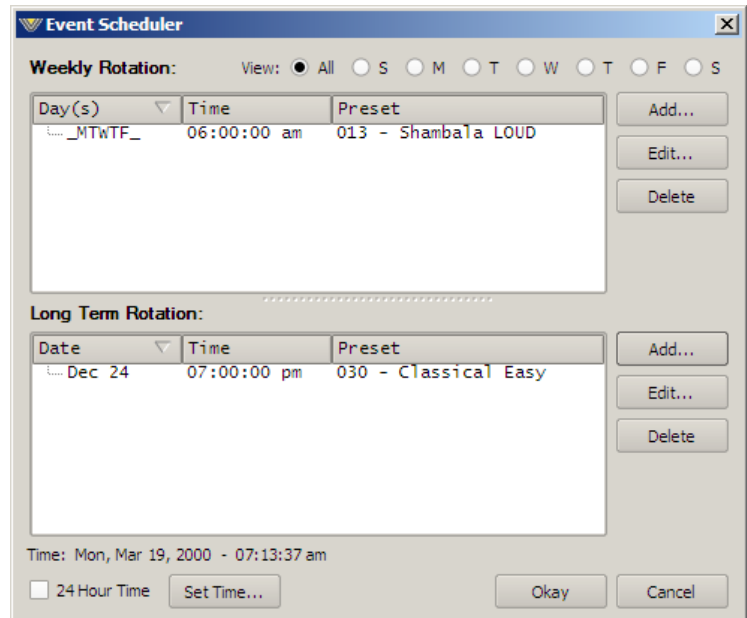 Event Scheduler
Weekly Rotation: View: All S M T W T F S
Day(s) Time Preset
_MTWTF_ 06:00:00 am 013 - Shambala LOUD
Add...
Edit...
Delete
Long Term Rotation:
Date Time Preset
Dec 24 07:00:00 pm 030 - Classical Easy
Add...
Edit...
Delete
Time: Mon, Mar 19, 2000 - 07:13:37 am
24 Hour Time Set Time... Okay Cancel